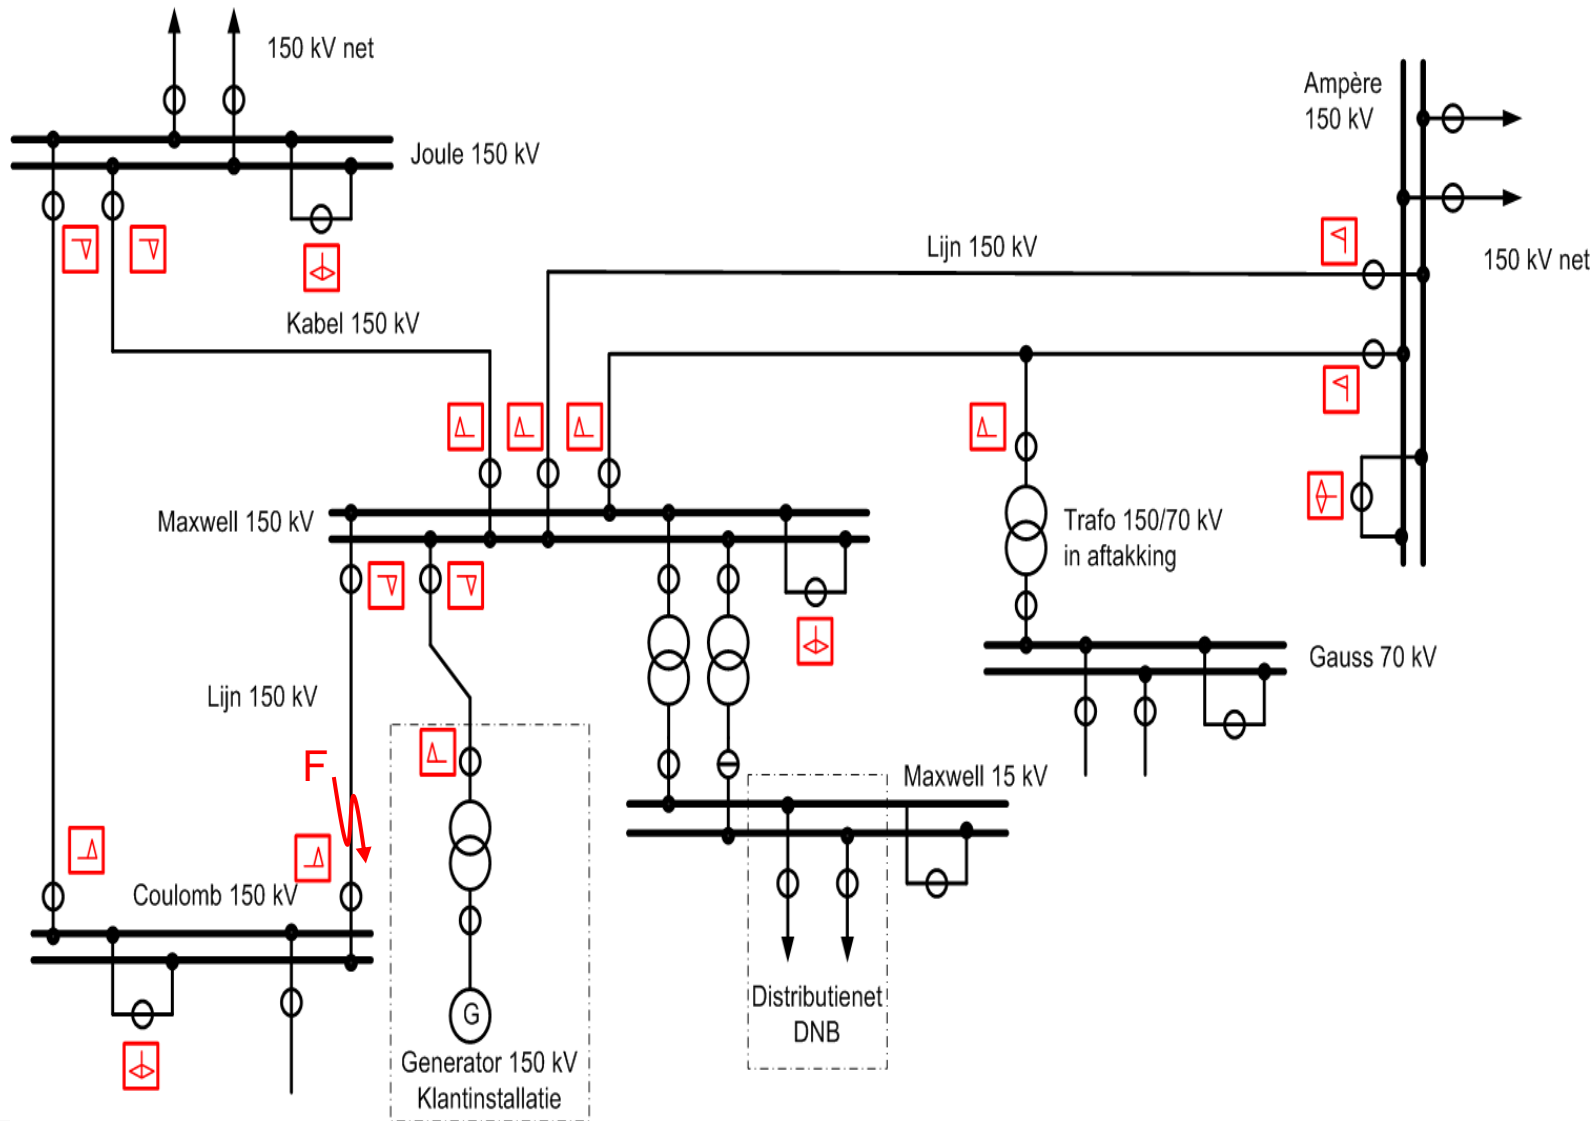 150 kV net
Ampère
150 kV
Joule 150 kV
Lijn 150 kV
150 kV net
Kabel 150 kV
Maxwell 150 kV
Trafo 150/70 kV
in aftakking
Gauss 70 kV
Lijn 150 kV
F
Maxwell 15 kV
Coulomb 150 kV
Distributienet
DNB
G
Generator 150 kV
Klantinstallatie